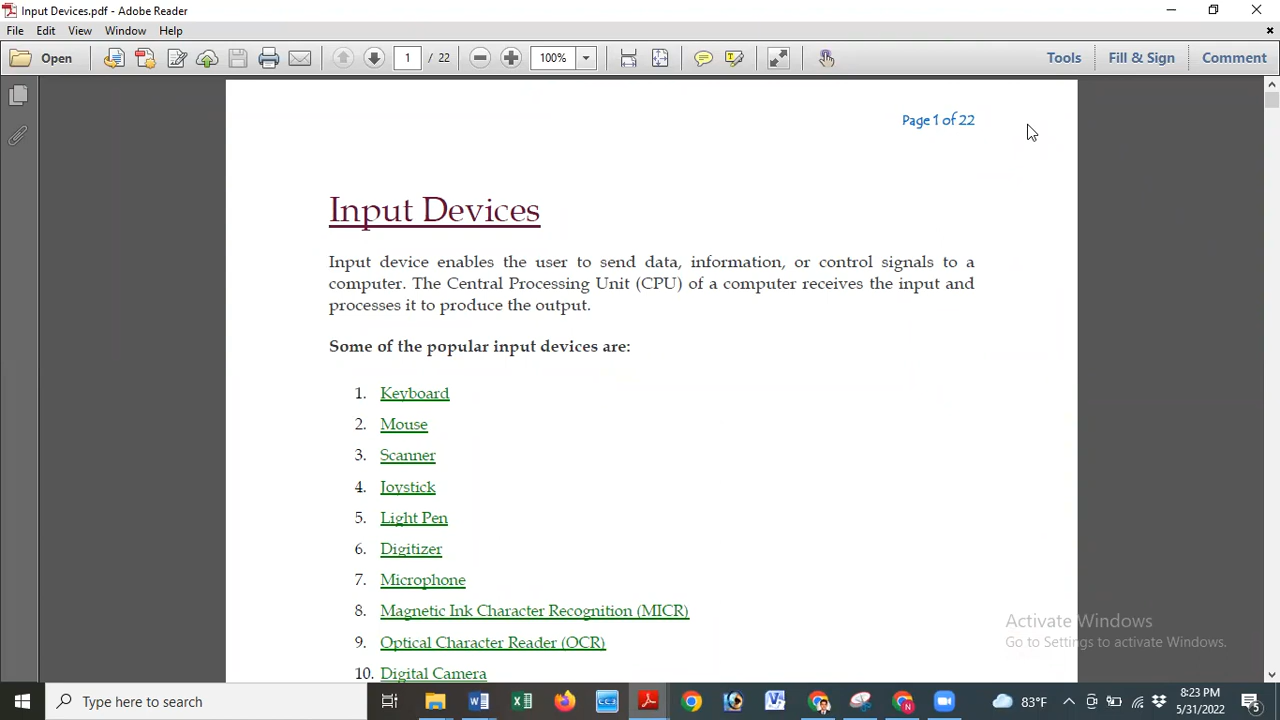 Input Devices.pdf - Adobe Reader
File Edit View Window Help
Open 1 / 22 100% Tools Fill & Sign Comment
Page 1 of 22
Input Devices
Input device enables the user to send data, information, or control signals to a
computer. The Central Processing Unit (CPU) of a computer receives the input and
processes it to produce the output.
Some of the popular input devices are:
1. Keyboard
2. Mouse
3. Scanner
4. Joystick
5. Light Pen
6. Digitizer
7. Microphone
8. Magnetic Ink Character Recognition (MICR)
9. Optical Character Reader (OCR)
10. Digital Camera
Activate Windows
Go to Settings to activate Windows.
Type here to search
83°F
8:23 PM
5/31/2022
5